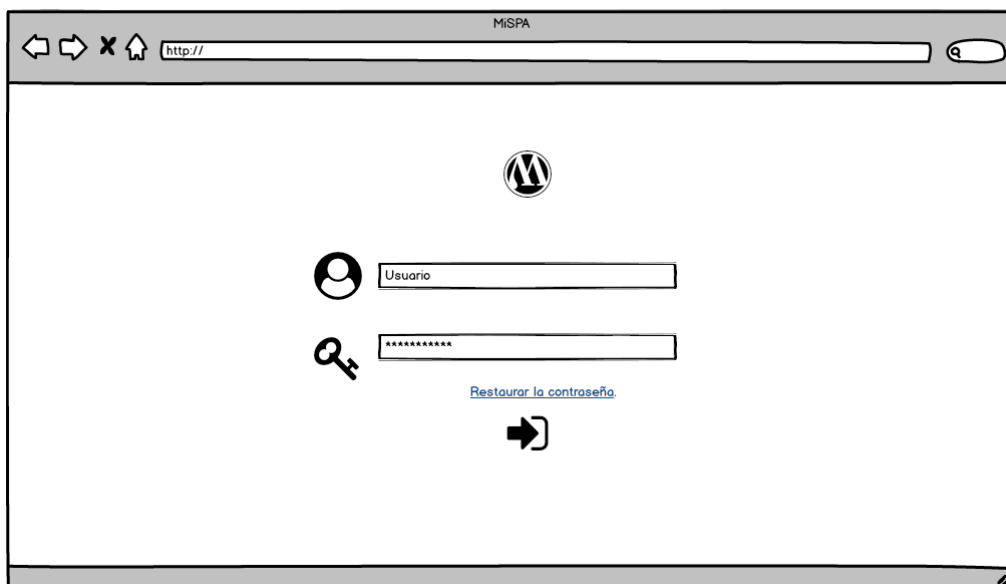 MiSPA
http://
Usuario
***********
Restaurar la contraseña.